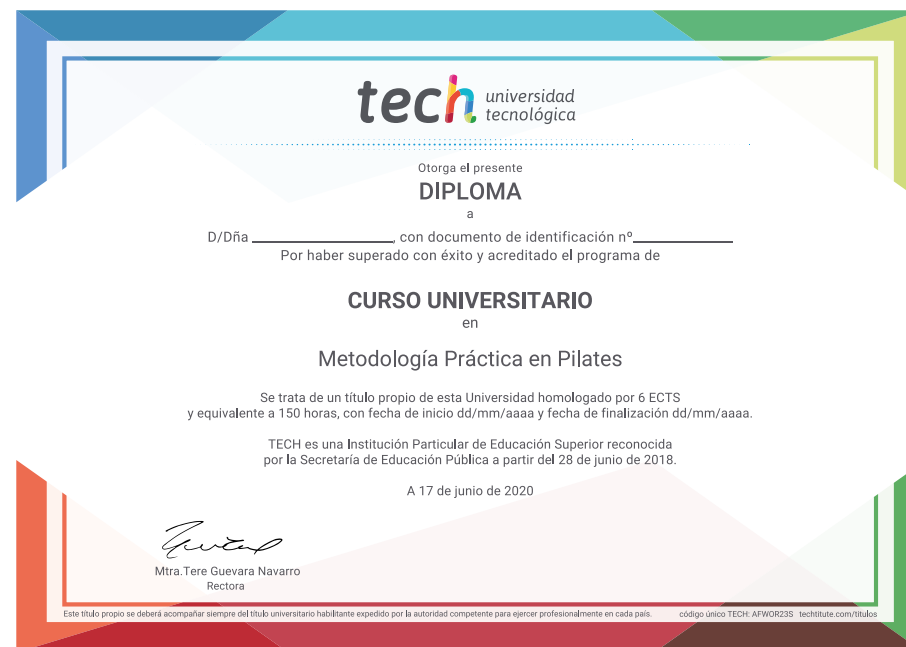 tech universidad
tecnológica
Otorga el presente
DIPLOMA
a
D/Dña ____________________, con documento de identificación nº______________
Por haber superado con éxito y acreditado el programa de
CURSO UNIVERSITARIO
en
Metodología Práctica en Pilates
Se trata de un título propio de esta Universidad homologado por 6 ECTS
y equivalente a 150 horas, con fecha de inicio dd/mm/aaaa y fecha de finalización dd/mm/aaaa.
TECH es una Institución Particular de Educación Superior reconocida
por la Secretaría de Educación Pública a partir del 28 de junio de 2018.
A 17 de junio de 2020
Mtra.Tere Guevara Navarro
Rectora
Este título propio se deberá acompañar siempre del título universitario habilitante expedido por la autoridad competente para ejercer profesionalmente en cada país. código único TECH: AFWOR23S techtitute.com/titulos